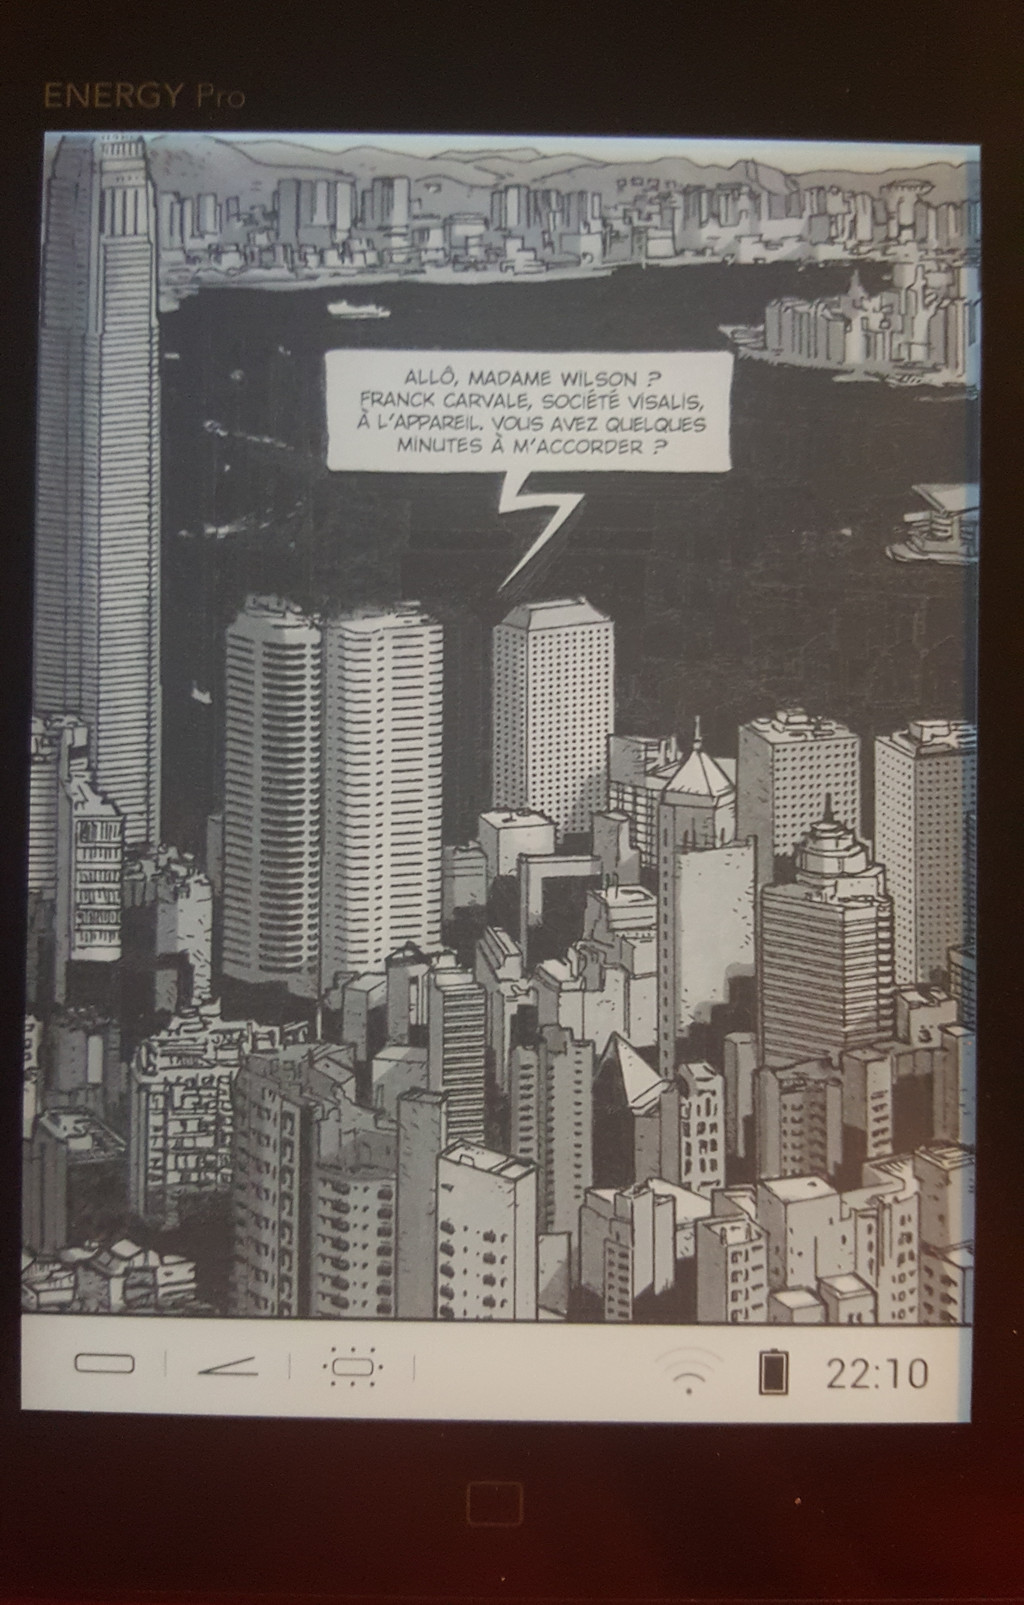 ENERGY Pro
ALLÔ, MADAME WILSON ?
FRANCK CARVALE, SOCIÉTÉ VISALIS,
À L'APPAREIL. VOUS AVEZ QUELQUES
MINUTES À M'ACCORDER ?
22:10